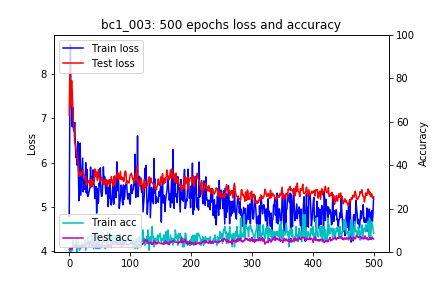 bc1_003: 500 epochs loss and accuracy
Train loss
Test loss
Train acc
Test acc
Loss
Accuracy
8
7
6
5
4
100
80
60
40
20
0
0
100
200
300
400
500